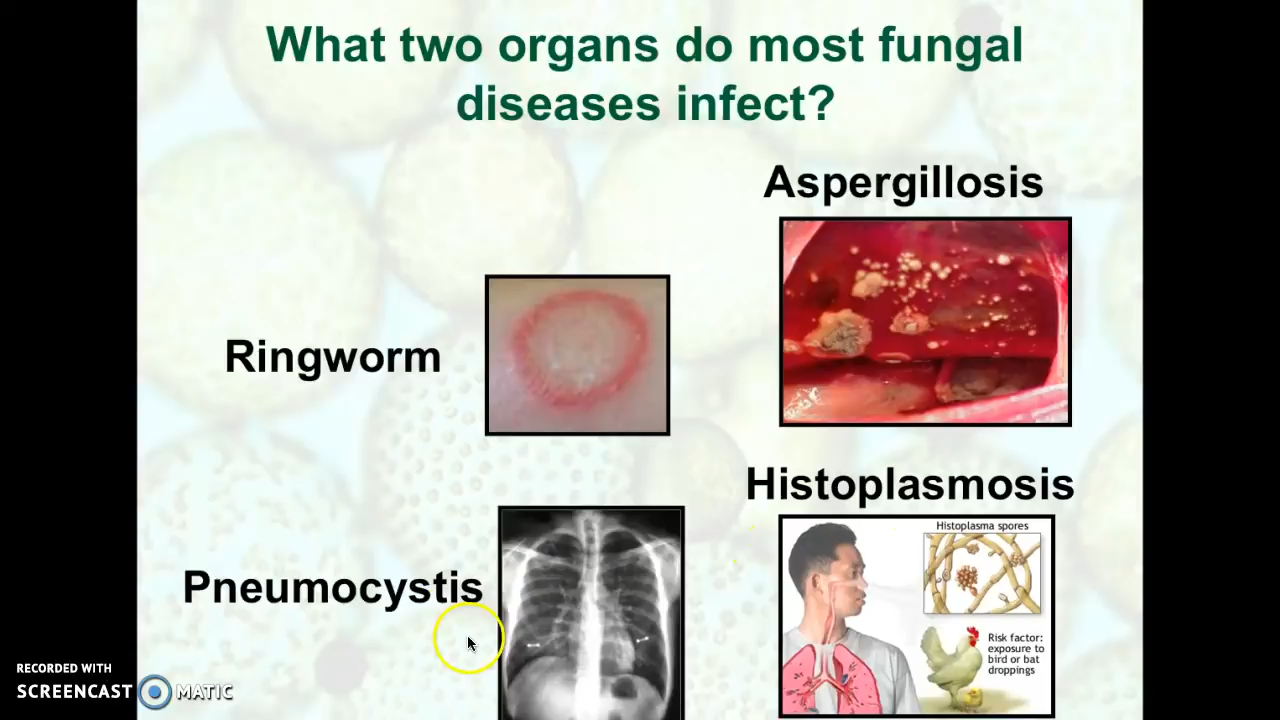 What two organs do most fungal
diseases infect?
Aspergillosis
Ringworm
Histoplasmosis
Histoplasma spores
Pneumocystis
Risk factor:
exposure to
bird or bat
droppings
RECORDED WITH
SCREENCAST MATIC